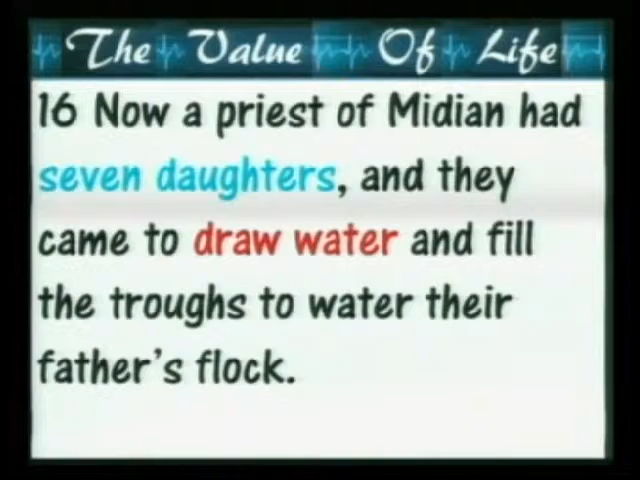 The Value Of Life
16 Now a priest of Midian had
seven daughters, and they
came to draw water and fill
the troughs to water their
father's flock.